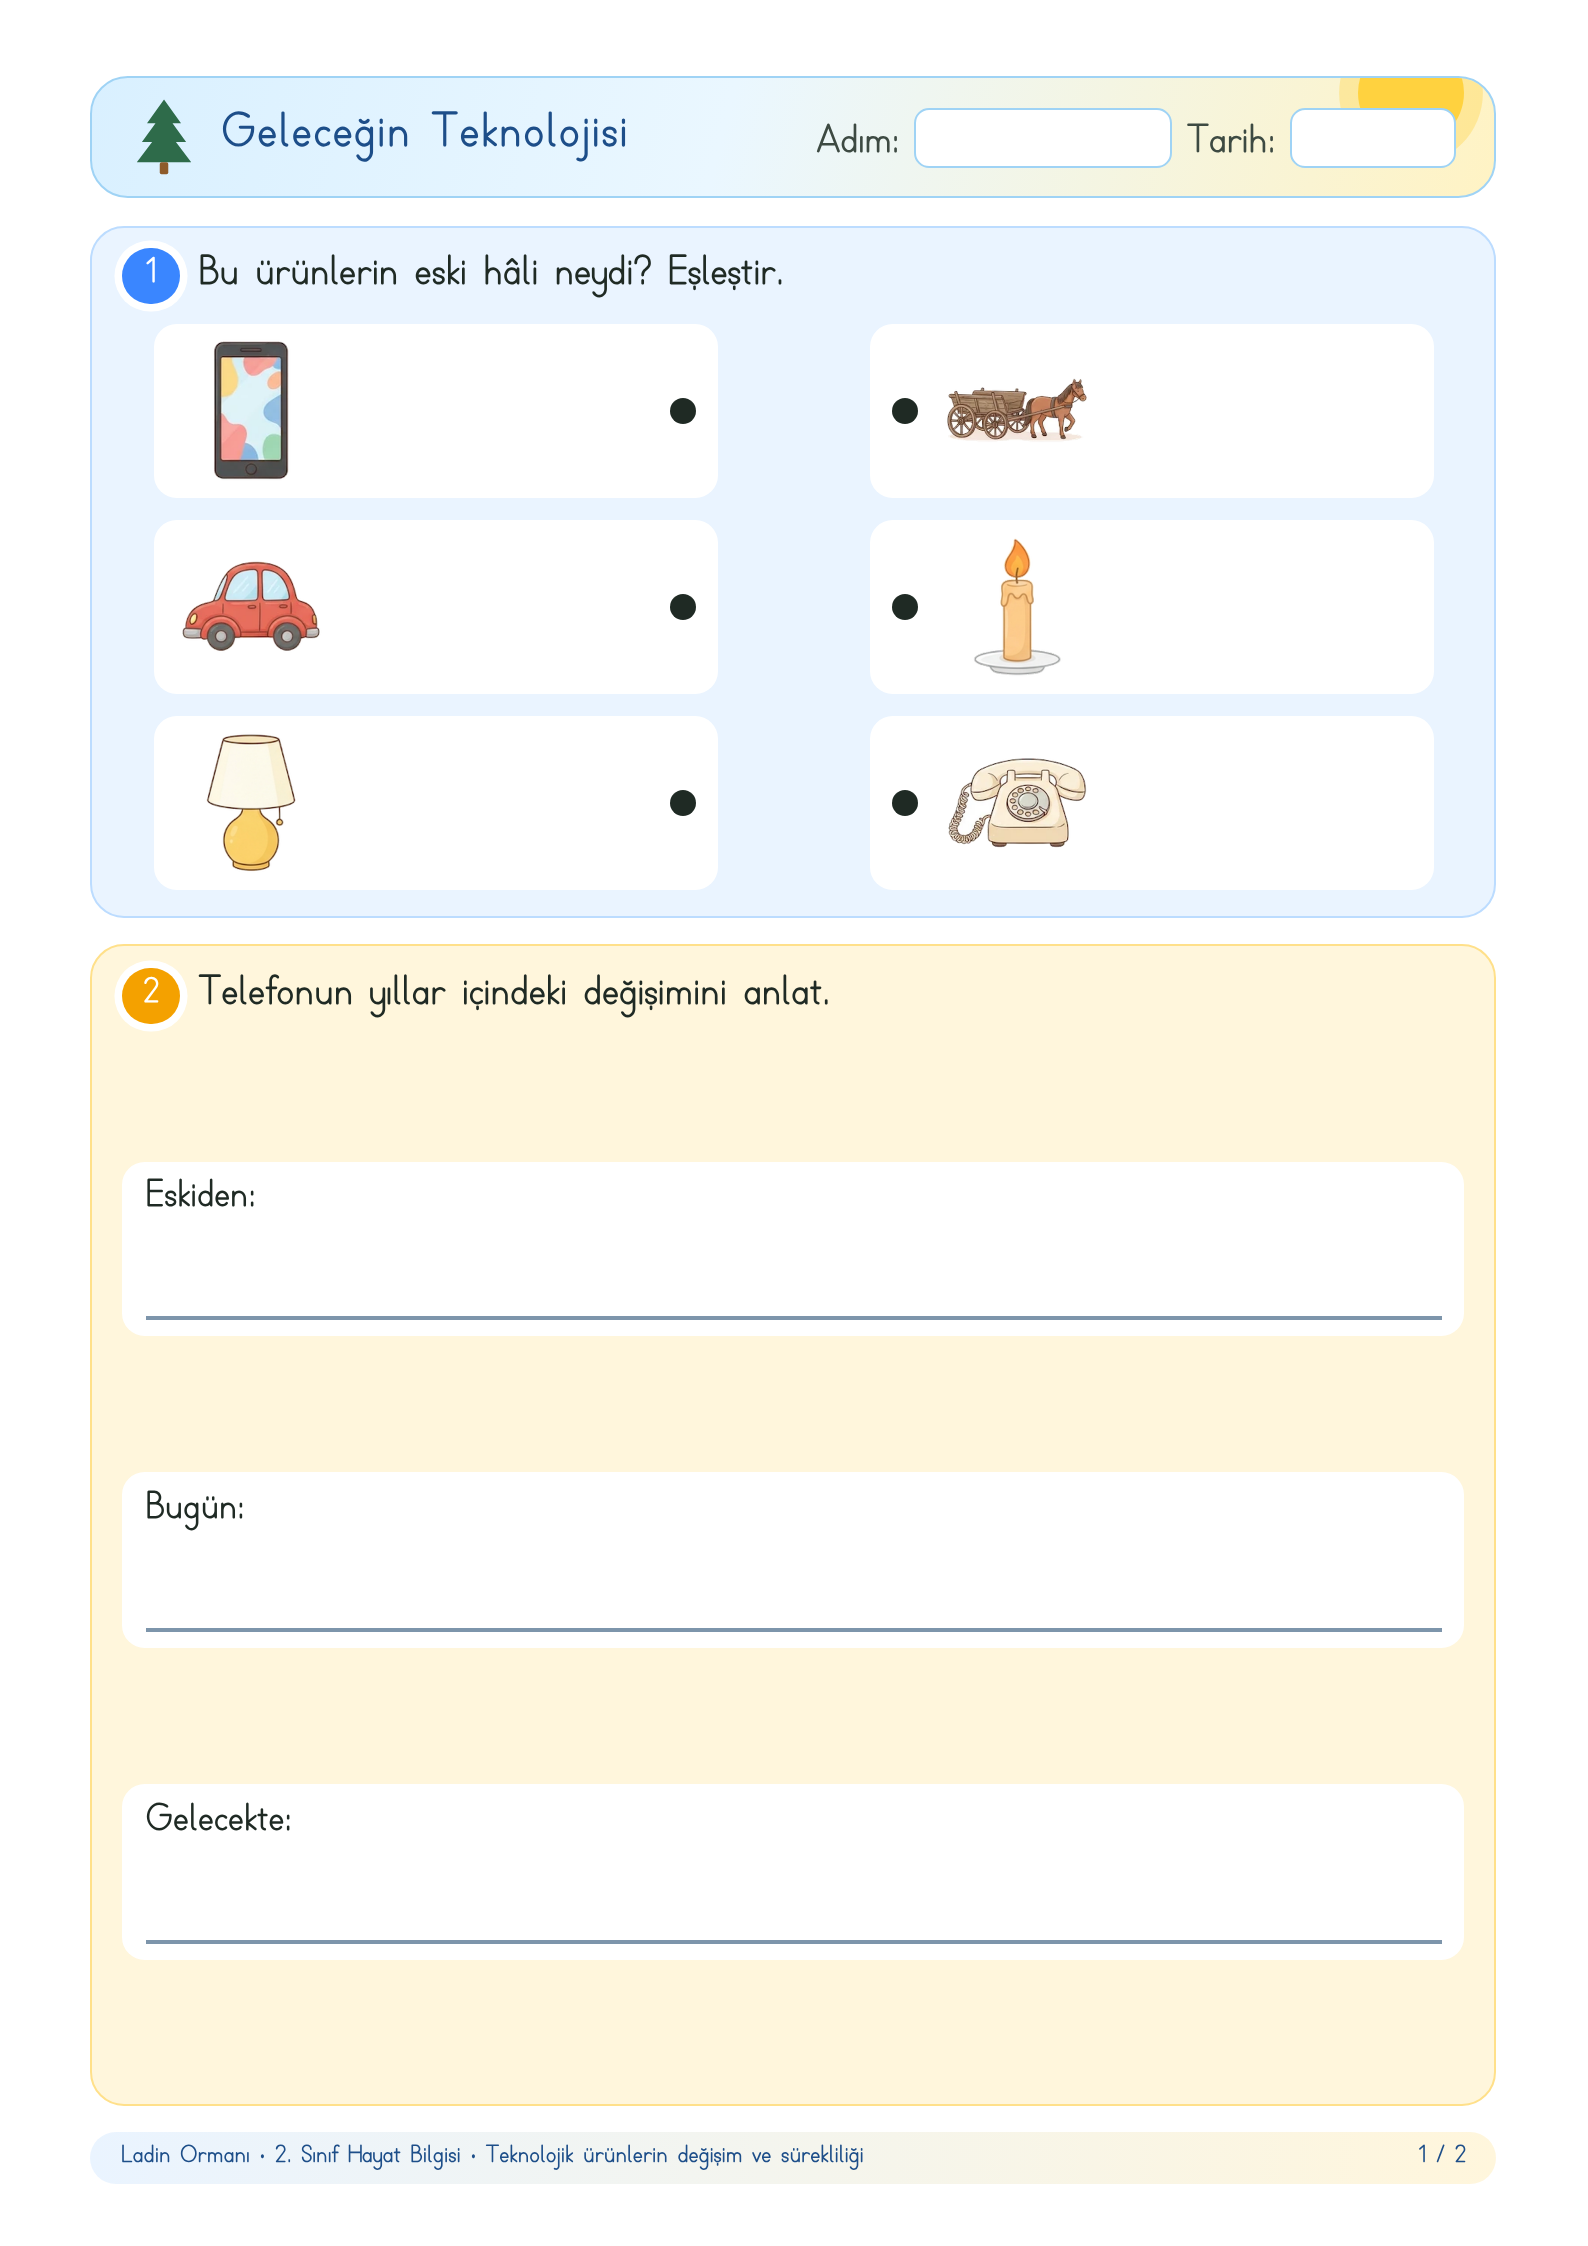 Geleceğin Teknolojisi
Adım:
Tarih:
1 Bu ürünlerin eski hâli neydi? Eşleştir.
2 Telefonun yıllar içindeki değişimini anlat.
Eskiden:
Bugün:
Gelecekte:
Ladin Ormanı • 2. Sınıf Hayat Bilgisi • Teknolojik ürünlerin değişim ve sürekliliği
1 / 2